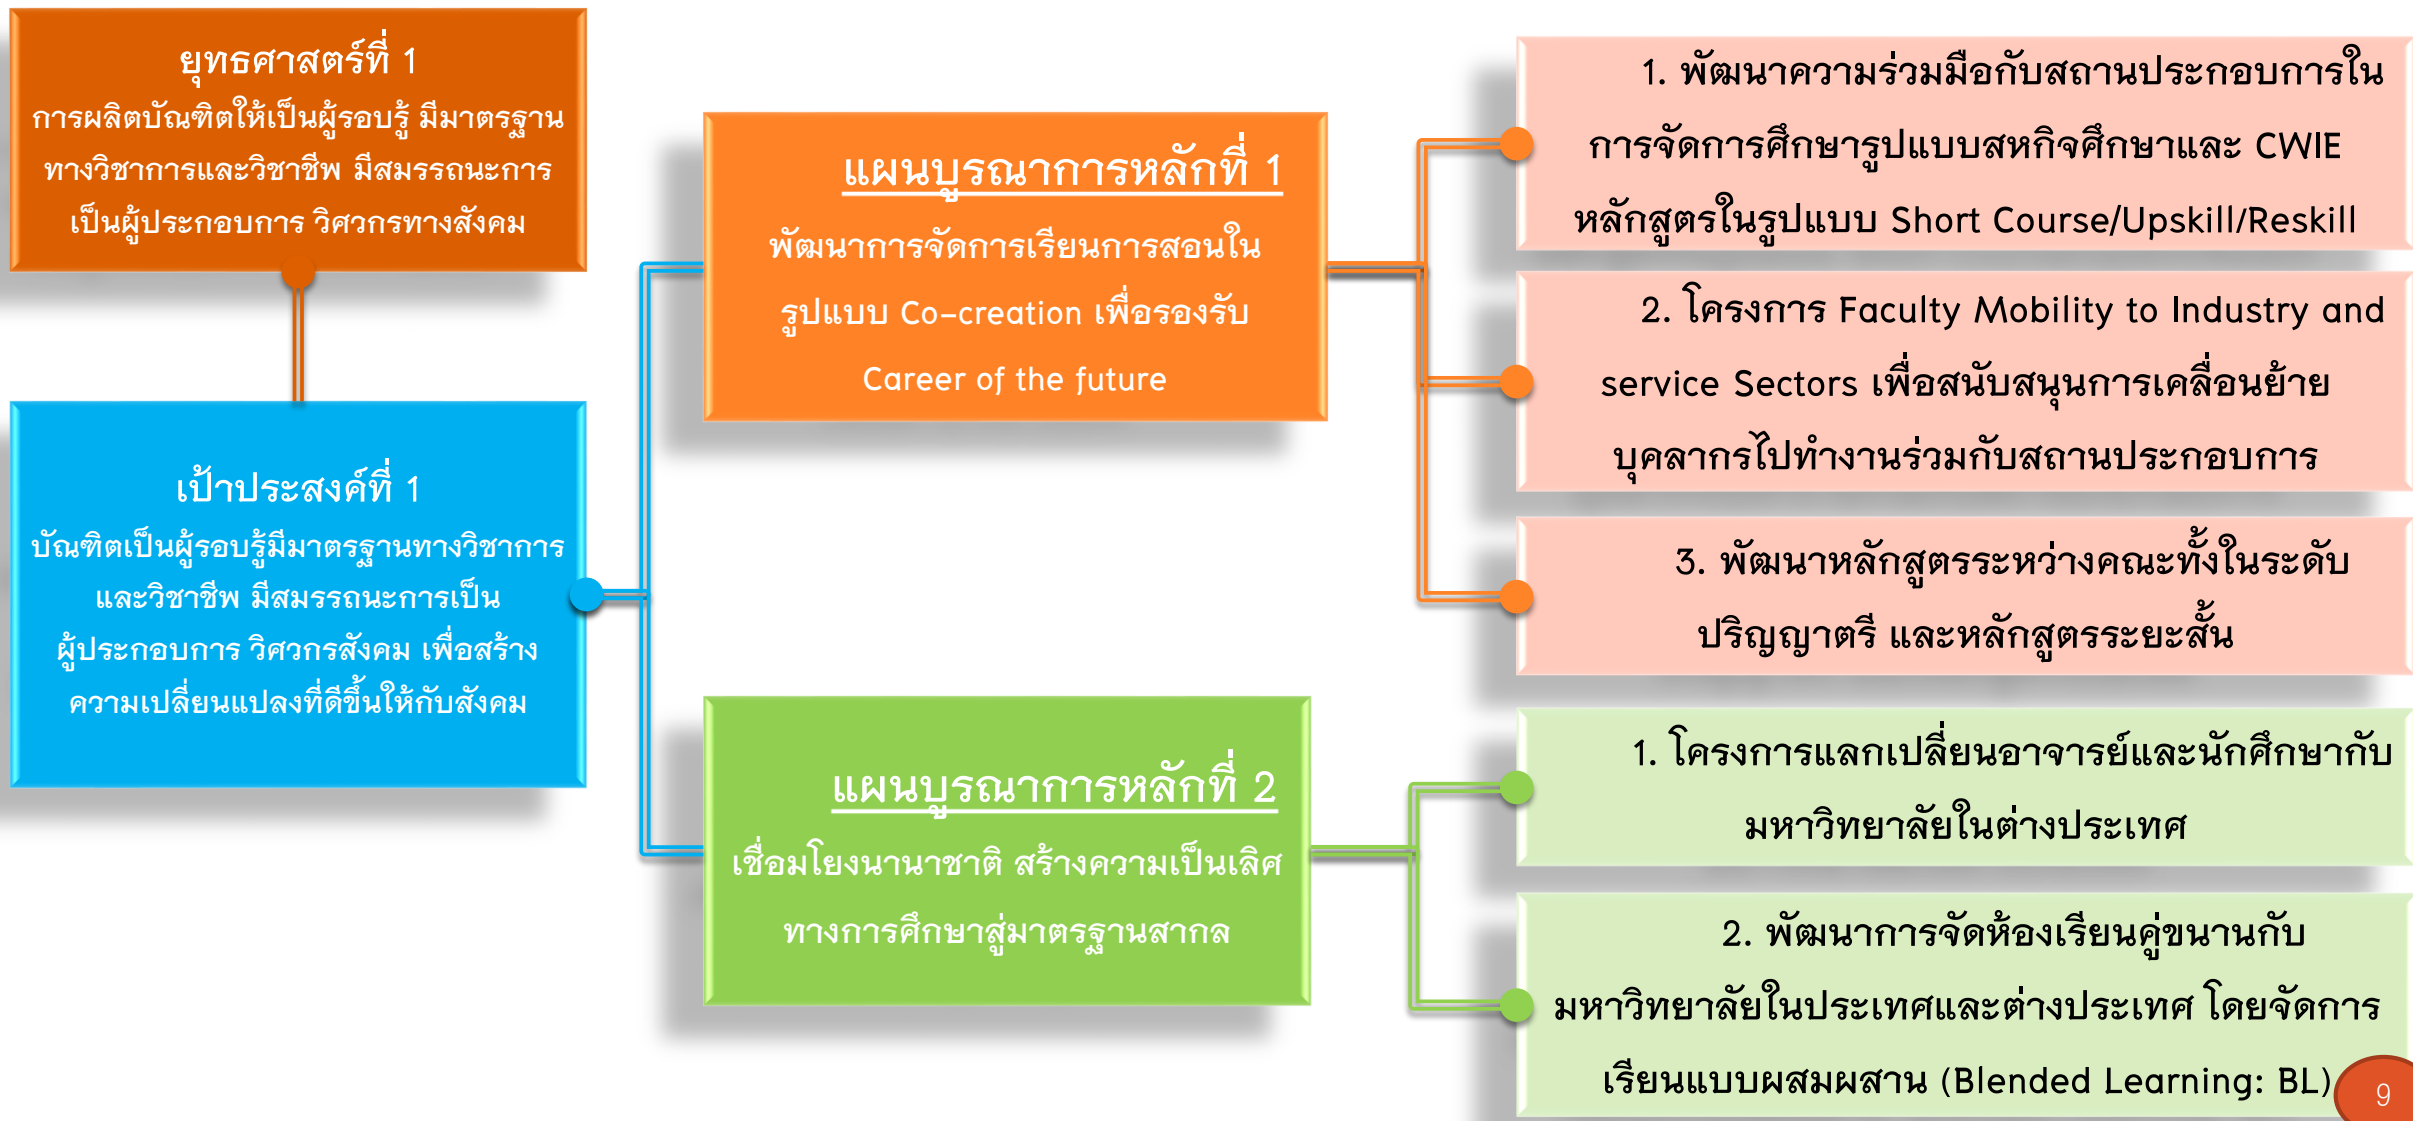 ยุทธศาสตร์ที่ 1
การผลิตบัณฑิตให้เป็นผู้รอบรู้ มีมาตรฐาน
ทางวิชาการและวิชาชีพ มีสมรรถนะการ
เป็นผู้ประกอบการ วิศวกรทางสังคม
เป้าประสงค์ที่ 1
บัณฑิตเป็นผู้รอบรู้มีมาตรฐานทางวิชาการ
และวิชาชีพ มีสมรรถนะการเป็น
ผู้ประกอบการ วิศวกรสังคม เพื่อสร้าง
ความเปลี่ยนแปลงที่ดีขึ้นให้กับสังคม
แผนบูรณาการหลักที่ 1
พัฒนาการจัดการเรียนการสอนใน
รูปแบบ Co-creation เพื่อรองรับ
Career of the future
1. พัฒนาความร่วมมือกับสถานประกอบการใน
การจัดการศึกษารูปแบบสหกิจศึกษาและ CWIE
หลักสูตรในรูปแบบ Short Course/Upskill/Reskill
2. โครงการ Faculty Mobility to Industry and
service Sectors เพื่อสนับสนุนการเคลื่อนย้าย
บุคลากรไปทำงานร่วมกับสถานประกอบการ
3. พัฒนาหลักสูตรระหว่างคณะทั้งในระดับ
ปริญญาตรี และหลักสูตรระยะสั้น
แผนบูรณาการหลักที่ 2
เชื่อมโยงนานาชาติ สร้างความเป็นเลิศ
ทางการศึกษาสู่มาตรฐานสากล
1. โครงการแลกเปลี่ยนอาจารย์และนักศึกษากับ
มหาวิทยาลัยในต่างประเทศ
2. พัฒนาการจัดห้องเรียนคู่ขนานกับ
มหาวิทยาลัยในประเทศและต่างประเทศ โดยจัดการ
เรียนแบบผสมผสาน (Blended Learning: BL)
9